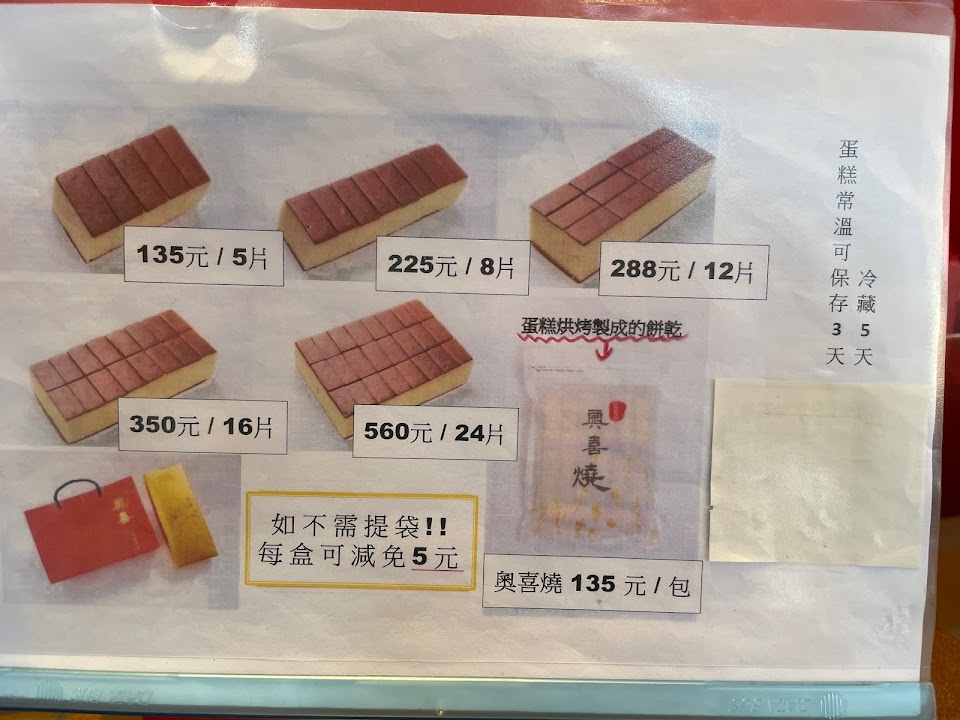 135元 / 5片
225元 / 8片
288元 / 12片
蛋糕常溫可保存3天
冷藏5天
350元 / 16片
560元 / 24片
蛋糕烘烤製成的餅乾
奧喜燒
如不需提袋!!
每盒可減免5元
奧喜燒 135 元 / 包